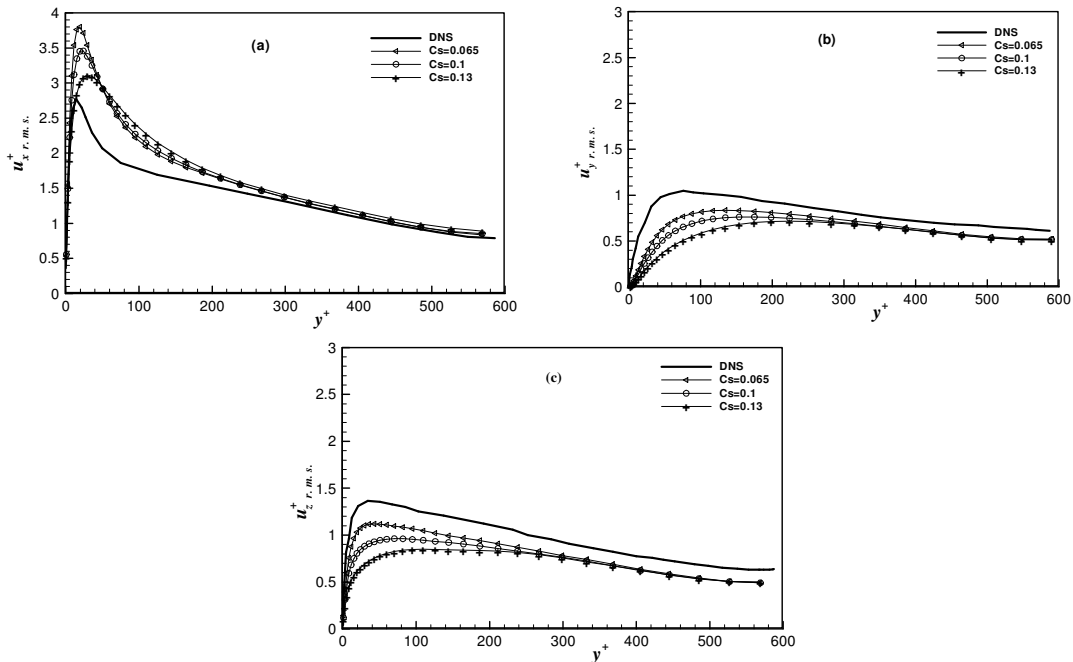 (a)
DNS
Cs=0.065
Cs=0.1
Cs=0.13
u+x r.m.s.
4
3.5
3
2.5
2
1.5
1
0.5
0
0 100 200 300 400 500 600
y+
(b)
DNS
Cs=0.065
Cs=0.1
Cs=0.13
u+y r.m.s.
3
2.5
2
1.5
1
0.5
0
0 100 200 300 400 500 600
y+
(c)
DNS
Cs=0.065
Cs=0.1
Cs=0.13
u+z r.m.s.
3
2.5
2
1.5
1
0.5
0
0 100 200 300 400 500 600
y+